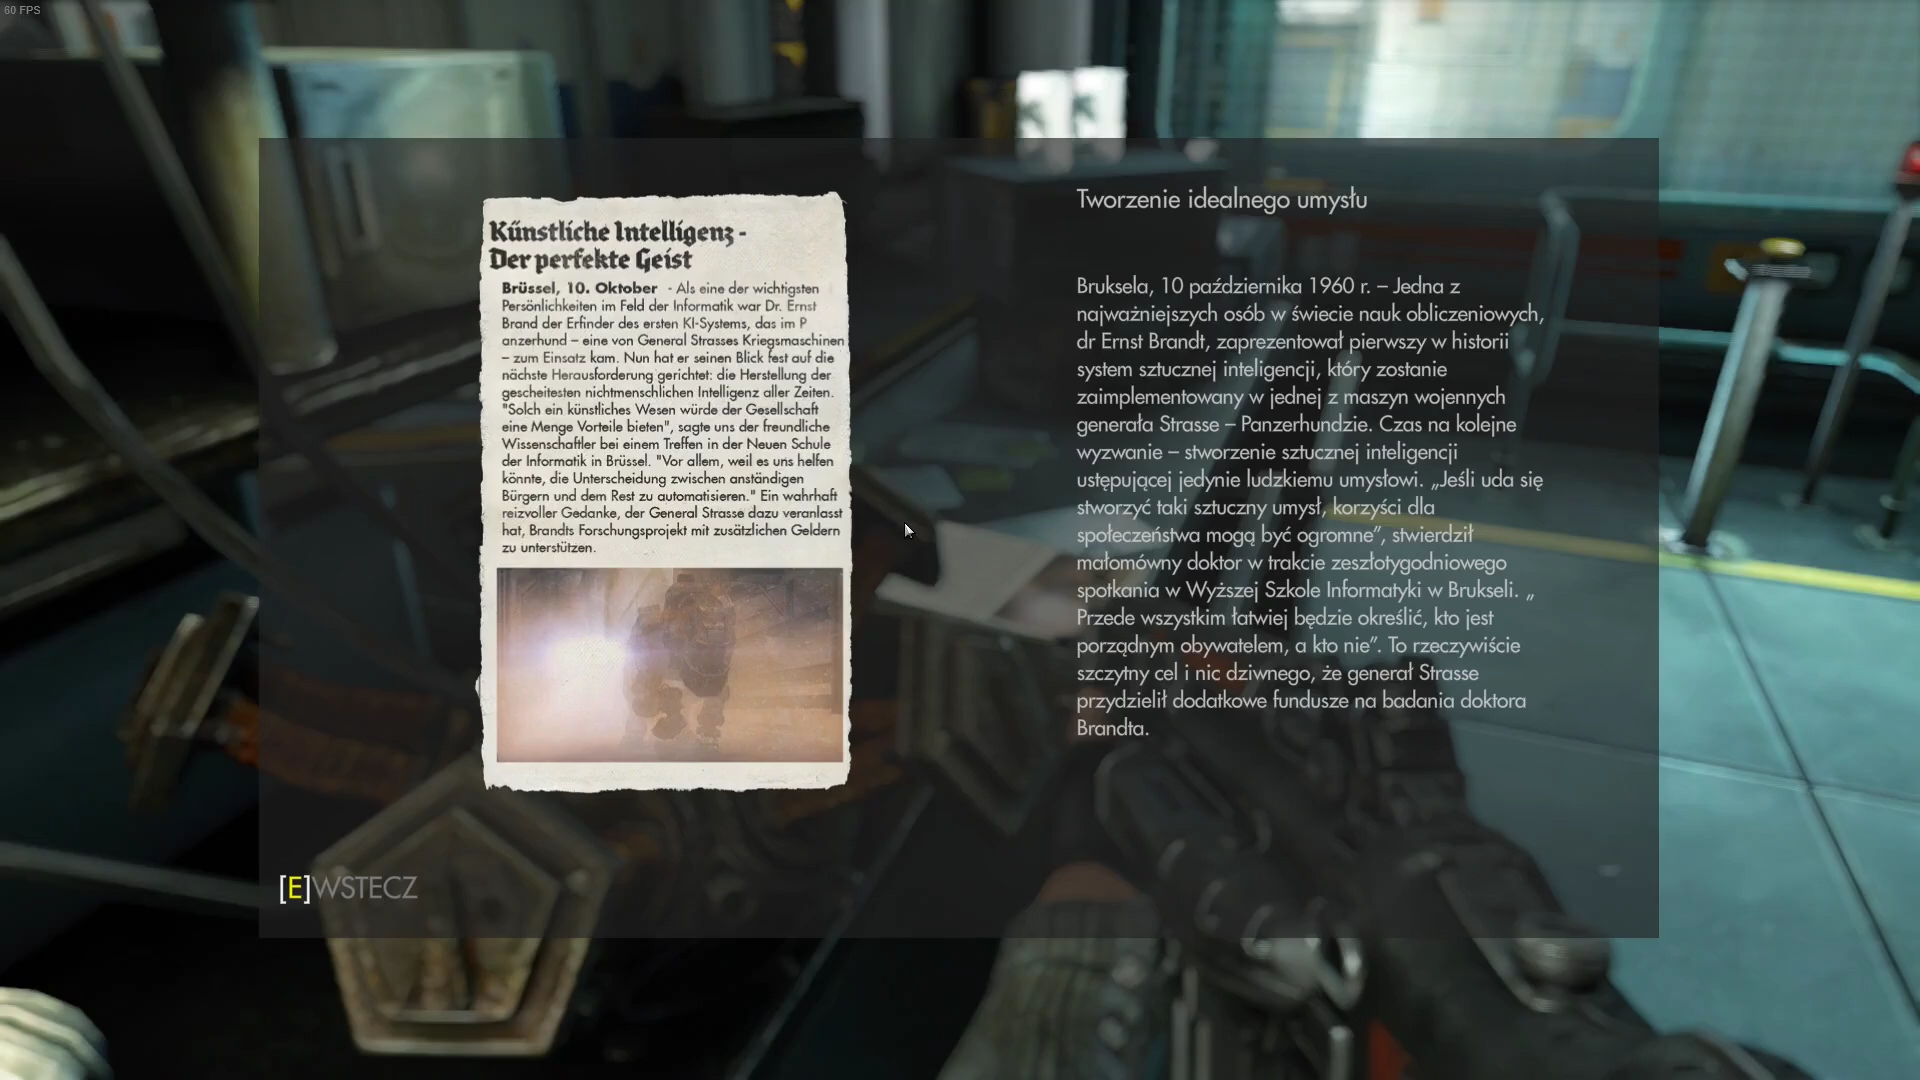 60 FPS
Künstliche Intelligenz -
Der perfekte Geist
Brüssel, 10. Oktober - Als eine der wichtigsten
Persönlichkeiten im Feld der Informatik war Dr. Ernst
Brand der Erfinder des ersten KI-Systems, das im P
anzerhund – eine von General Strasses Kriegsmaschinen
– zum Einsatz kam. Nun hat er seinen Blick fest auf die
nächste Herausforderung gerichtet: die Herstellung der
gescheitesten nichtmenschlichen Intelligenz aller Zeiten.
"Solch ein künstliches Wesen würde der Gesellschaft
eine Menge Vorteile bieten", sagte uns der freundliche
Wissenschaftler bei einem Treffen in der Neuen Schule
der Informatik in Brüssel. "Vor allem, weil es uns helfen
könnte, die Unterscheidung zwischen anständigen
Bürgern und dem Rest zu automatisieren." Ein wahrhaft
reizvoller Gedanke, der General Strasse dazu veranlasst
hat, Brandts Forschungsprojekt mit zusätzlichen Geldern
zu unterstützen.
Tworzenie idealnego umysłu
Bruksela, 10 października 1960 r. – Jedna z
najważniejszych osób w świecie nauk obliczeniowych,
dr Ernst Brandt, zaprezentował pierwszy w historii
system sztucznej inteligencji, który zostanie
zaimplementowany w jednej z maszyn wojennych
generała Strasse – Panzerhundzie. Czas na kolejne
wyzwanie – stworzenie sztucznej inteligencji
ustępującej jedynie ludzkiemu umysłowi. „Jeśli uda się
stworzyć taki sztuczny umysł, korzyści dla
społeczeństwa mogą być ogromne”, stwierdził
małomówny doktor w trakcie zeszłotygodniowego
spotkania w Wyższej Szkole Informatyki w Brukseli. „
Przede wszystkim łatwiej będzie określić, kto jest
porządnym obywatelem, a kto nie”. To rzeczywiście
szczytny cel i nic dziwnego, że generał Strasse
przydzielił dodatkowe fundusze na badania doktora
Brandta.
[E]WSTECZ